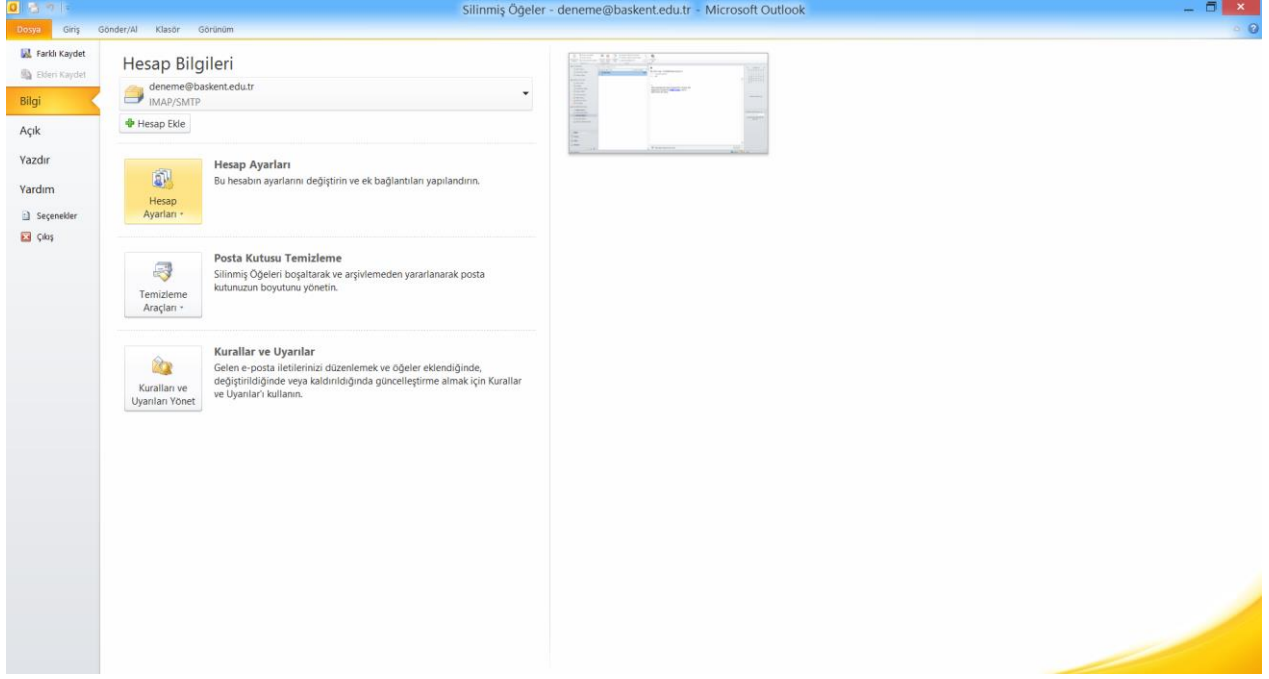 Silinmiş Öğeler - deneme@baskent.edu.tr - Microsoft Outlook
Dosya Giriş Gönder/Al Klasör Görünüm
Farklı Kaydet
Ekleri Kaydet
Bilgi
Açık
Yazdır
Yardım
Seçenekler
Çıkış
Hesap Bilgileri
deneme@baskent.edu.tr
IMAP/SMTP
Hesap Ekle
Hesap Ayarları
Hesap Ayarları
Bu hesabın ayarlarını değiştirin ve ek bağlantıları yapılandırın.
Temizleme
Araçları
Posta Kutusu Temizleme
Silinmiş Öğeleri boşaltarak ve arşivlemeden yararlanarak posta
kutunuzun boyutunu yönetin.
Kuralları ve
Uyarıları Yönet
Kurallar ve Uyarılar
Gelen e-posta iletilerinizi düzenlemek ve öğeler eklendiğinde,
değiştirildiğinde veya kaldırıldığında güncelleştirme almak için Kurallar
ve Uyarılar'ı kullanın.